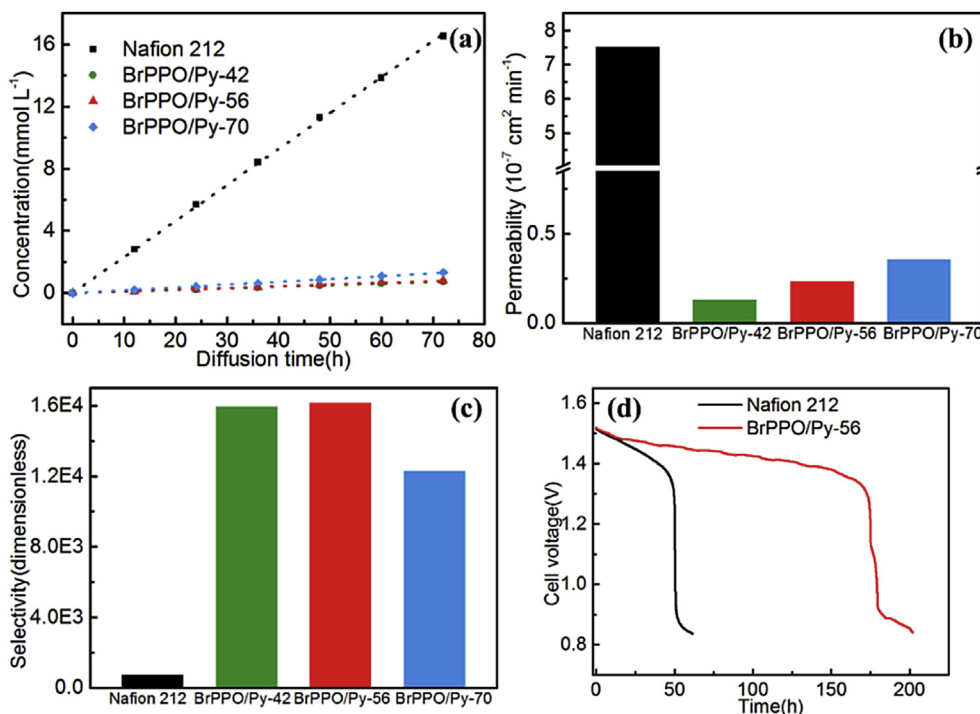 (a)
Nafion 212
BrPPO/Py-42
BrPPO/Py-56
BrPPO/Py-70
Concentration(mmol L⁻¹)
16
12
8
4
0
0 10 20 30 40 50 60 70 80
Diffusion time(h)
(b)
Permeability (10⁻⁷ cm² min⁻¹)
8
7
6
5
0.5
0.0
Nafion 212 BrPPO/Py-42 BrPPO/Py-56 BrPPO/Py-70
(c)
Selectivity(dimensionless)
1.6E4
1.2E4
8.0E3
4.0E3
0.0
Nafion 212 BrPPO/Py-42 BrPPO/Py-56 BrPPO/Py-70
(d)
Nafion 212
BrPPO/Py-56
Cell voltage(V)
1.6
1.4
1.2
1.0
0.8
0 50 100 150 200
Time(h)